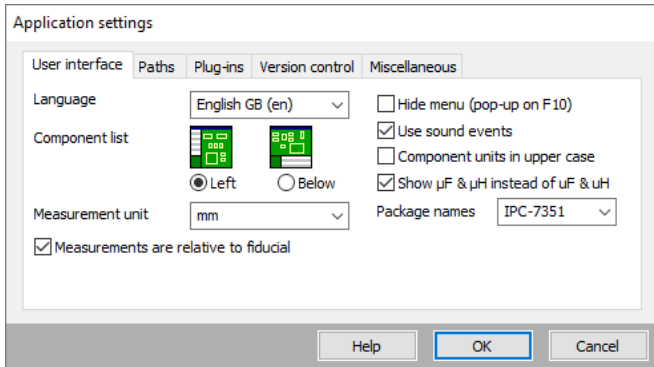 Application settings
User interface
Paths
Plug-ins
Version control
Miscellaneous
Language
English GB (en)
Component list
Left
Below
Measurement unit
mm
Measurements are relative to fiducial
Hide menu (pop-up on F10)
Use sound events
Component units in upper case
Show µF & µH instead of uF & uH
Package names
IPC-7351
Help
OK
Cancel